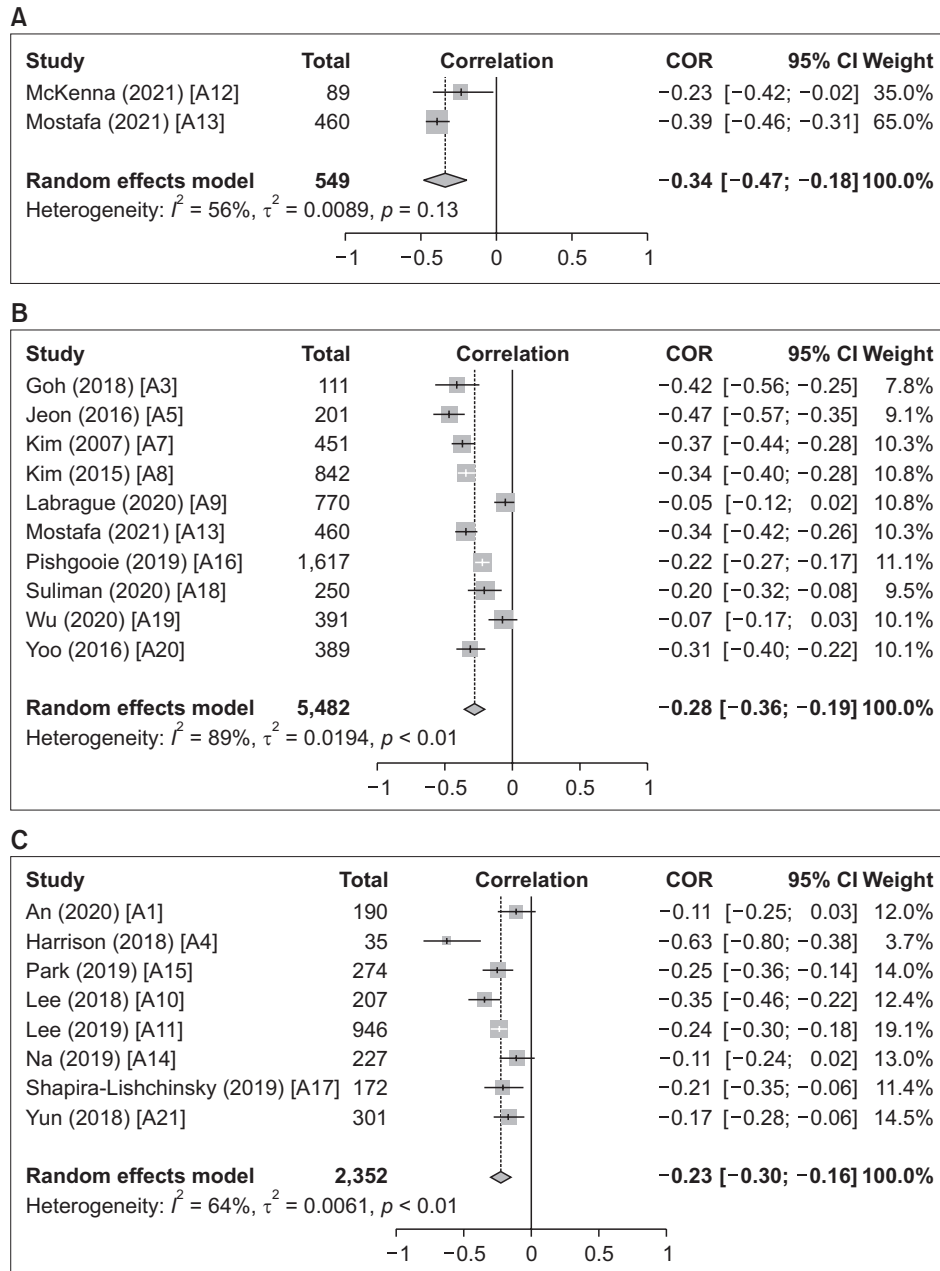 A
Study Total Correlation COR 95% CI Weight
McKenna (2021) [A12] 89 −0.23 [−0.42; −0.02] 35.0%
Mostafa (2021) [A13] 460 −0.39 [−0.46; −0.31] 65.0%
Random effects model 549 −0.34 [−0.47; −0.18] 100.0%
Heterogeneity: I² = 56%, τ² = 0.0089, p = 0.13
−1 −0.5 0 0.5 1
B
Study Total Correlation COR 95% CI Weight
Goh (2018) [A3] 111 −0.42 [−0.56; −0.25] 7.8%
Jeon (2016) [A5] 201 −0.47 [−0.57; −0.35] 9.1%
Kim (2007) [A7] 451 −0.37 [−0.44; −0.28] 10.3%
Kim (2015) [A8] 842 −0.34 [−0.40; −0.28] 10.8%
Labrague (2020) [A9] 770 −0.05 [−0.12; 0.02] 10.8%
Mostafa (2021) [A13] 460 −0.34 [−0.42; −0.26] 10.3%
Pishgooie (2019) [A16] 1,617 −0.22 [−0.27; −0.17] 11.1%
Suliman (2020) [A18] 250 −0.20 [−0.32; −0.08] 9.5%
Wu (2020) [A19] 391 −0.07 [−0.17; 0.03] 10.1%
Yoo (2016) [A20] 389 −0.31 [−0.40; −0.22] 10.1%
Random effects model 5,482 −0.28 [−0.36; −0.19] 100.0%
Heterogeneity: I² = 89%, τ² = 0.0194, p < 0.01
−1 −0.5 0 0.5 1
C
Study Total Correlation COR 95% CI Weight
An (2020) [A1] 190 −0.11 [−0.25; 0.03] 12.0%
Harrison (2018) [A4] 35 −0.63 [−0.80; −0.38] 3.7%
Park (2019) [A15] 274 −0.25 [−0.36; −0.14] 14.0%
Lee (2018) [A10] 207 −0.35 [−0.46; −0.22] 12.4%
Lee (2019) [A11] 946 −0.24 [−0.30; −0.18] 19.1%
Na (2019) [A14] 227 −0.11 [−0.24; 0.02] 13.0%
Shapira-Lishchinsky (2019) [A17] 172 −0.21 [−0.35; −0.06] 11.4%
Yun (2018) [A21] 301 −0.17 [−0.28; −0.06] 14.5%
Random effects model 2,352 −0.23 [−0.30; −0.16] 100.0%
Heterogeneity: I² = 64%, τ² = 0.0061, p < 0.01
−1 −0.5 0 0.5 1